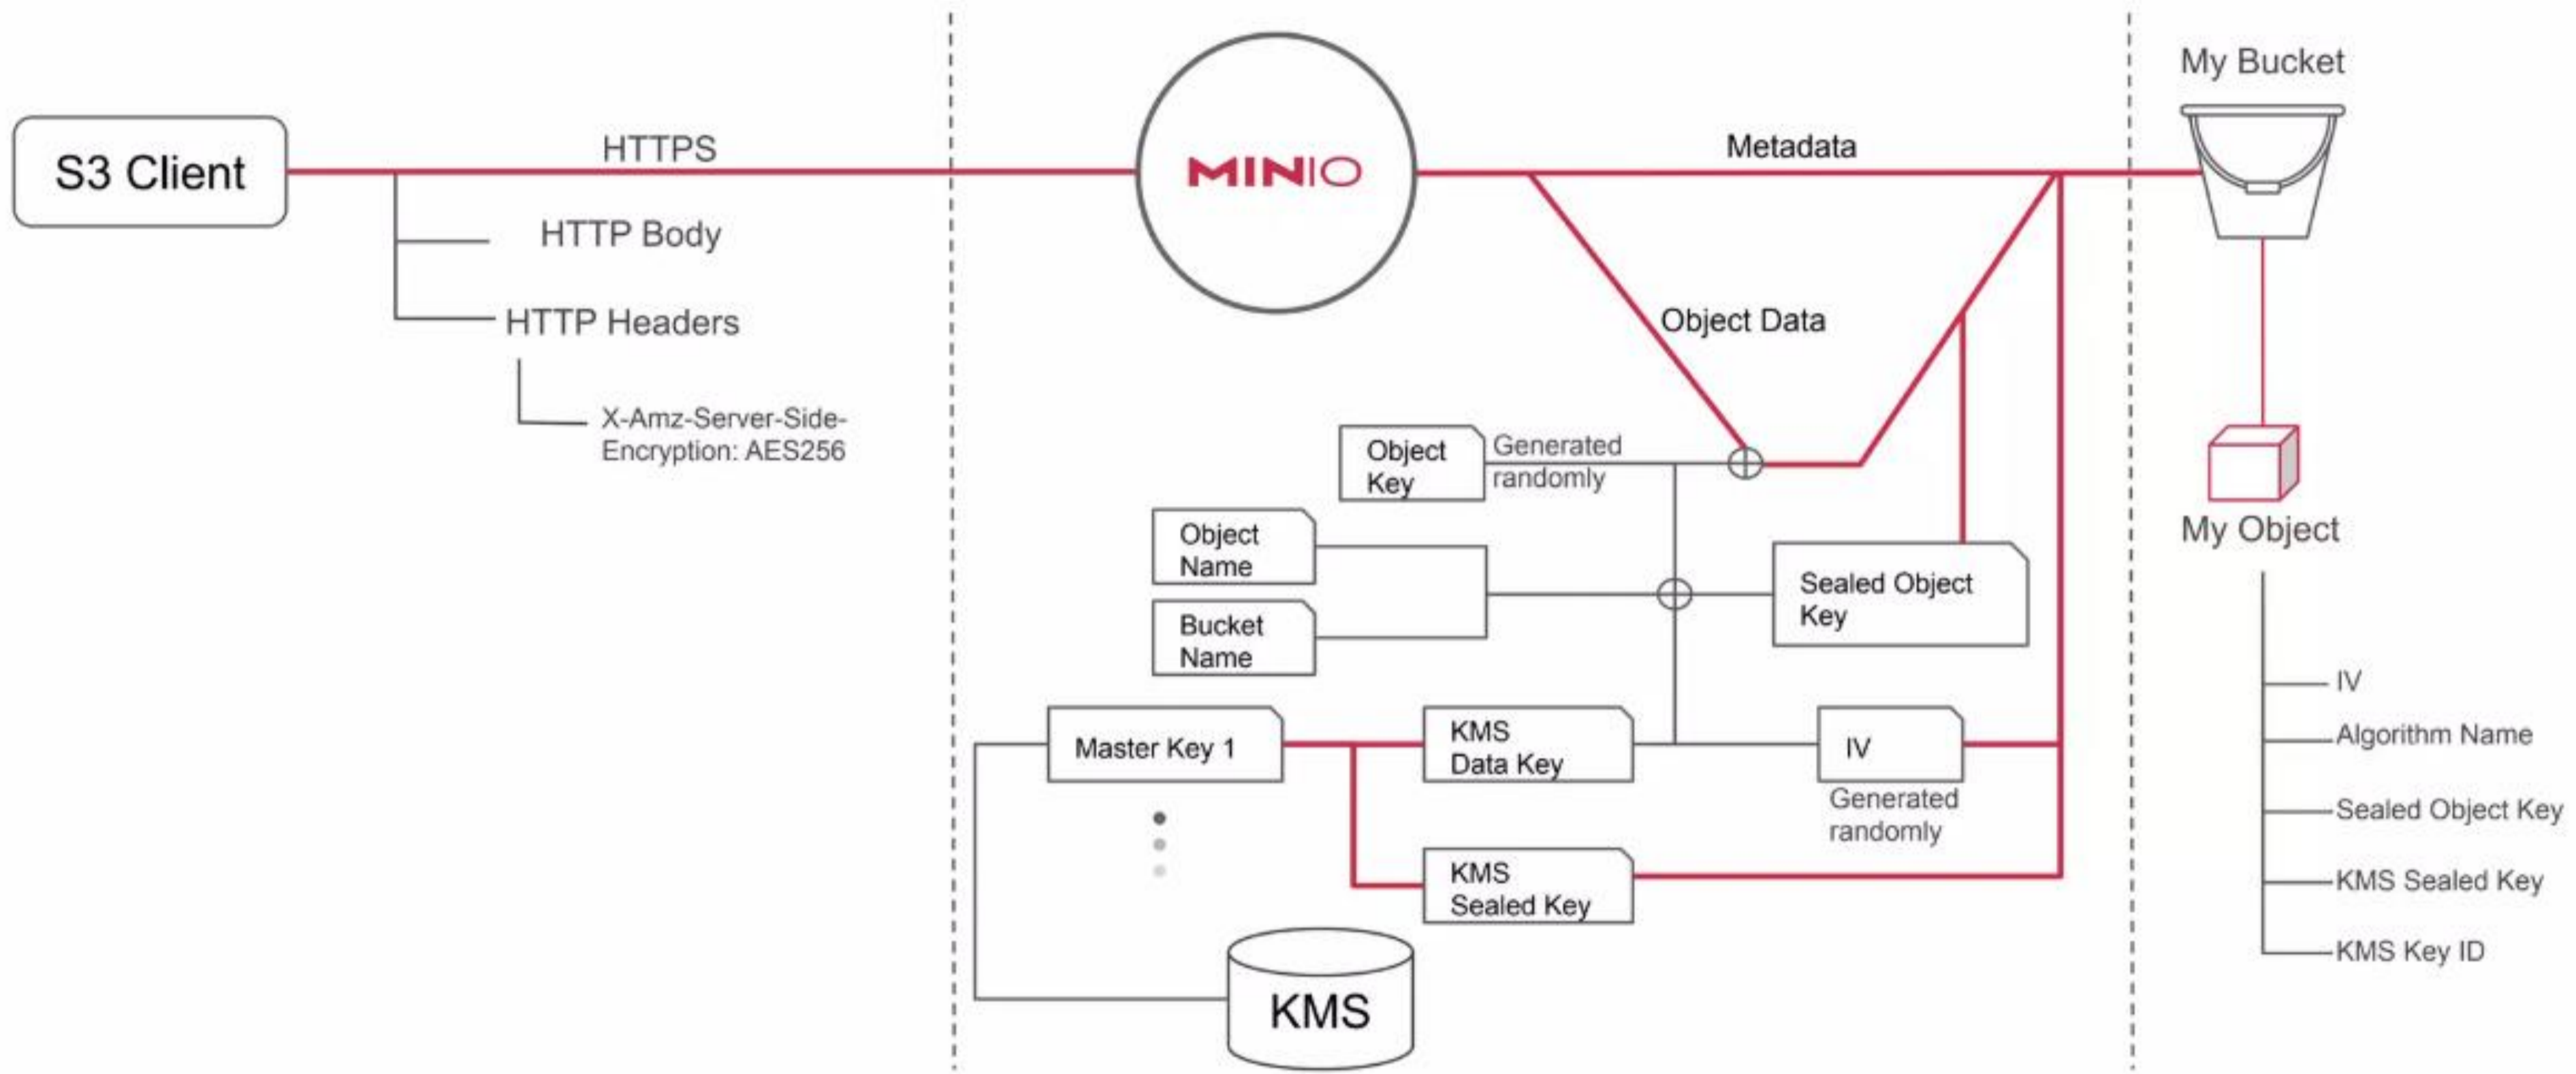 S3 Client
HTTPS
HTTP Body
HTTP Headers
X-Amz-Server-Side-
Encryption: AES256
MINIO
Metadata
Object Data
Object
Key
Generated
randomly
Object
Name
Bucket
Name
Sealed Object
Key
Master Key 1
KMS
Data Key
IV
Generated
randomly
KMS
Sealed Key
KMS
My Bucket
My Object
IV
Algorithm Name
Sealed Object Key
KMS Sealed Key
KMS Key ID